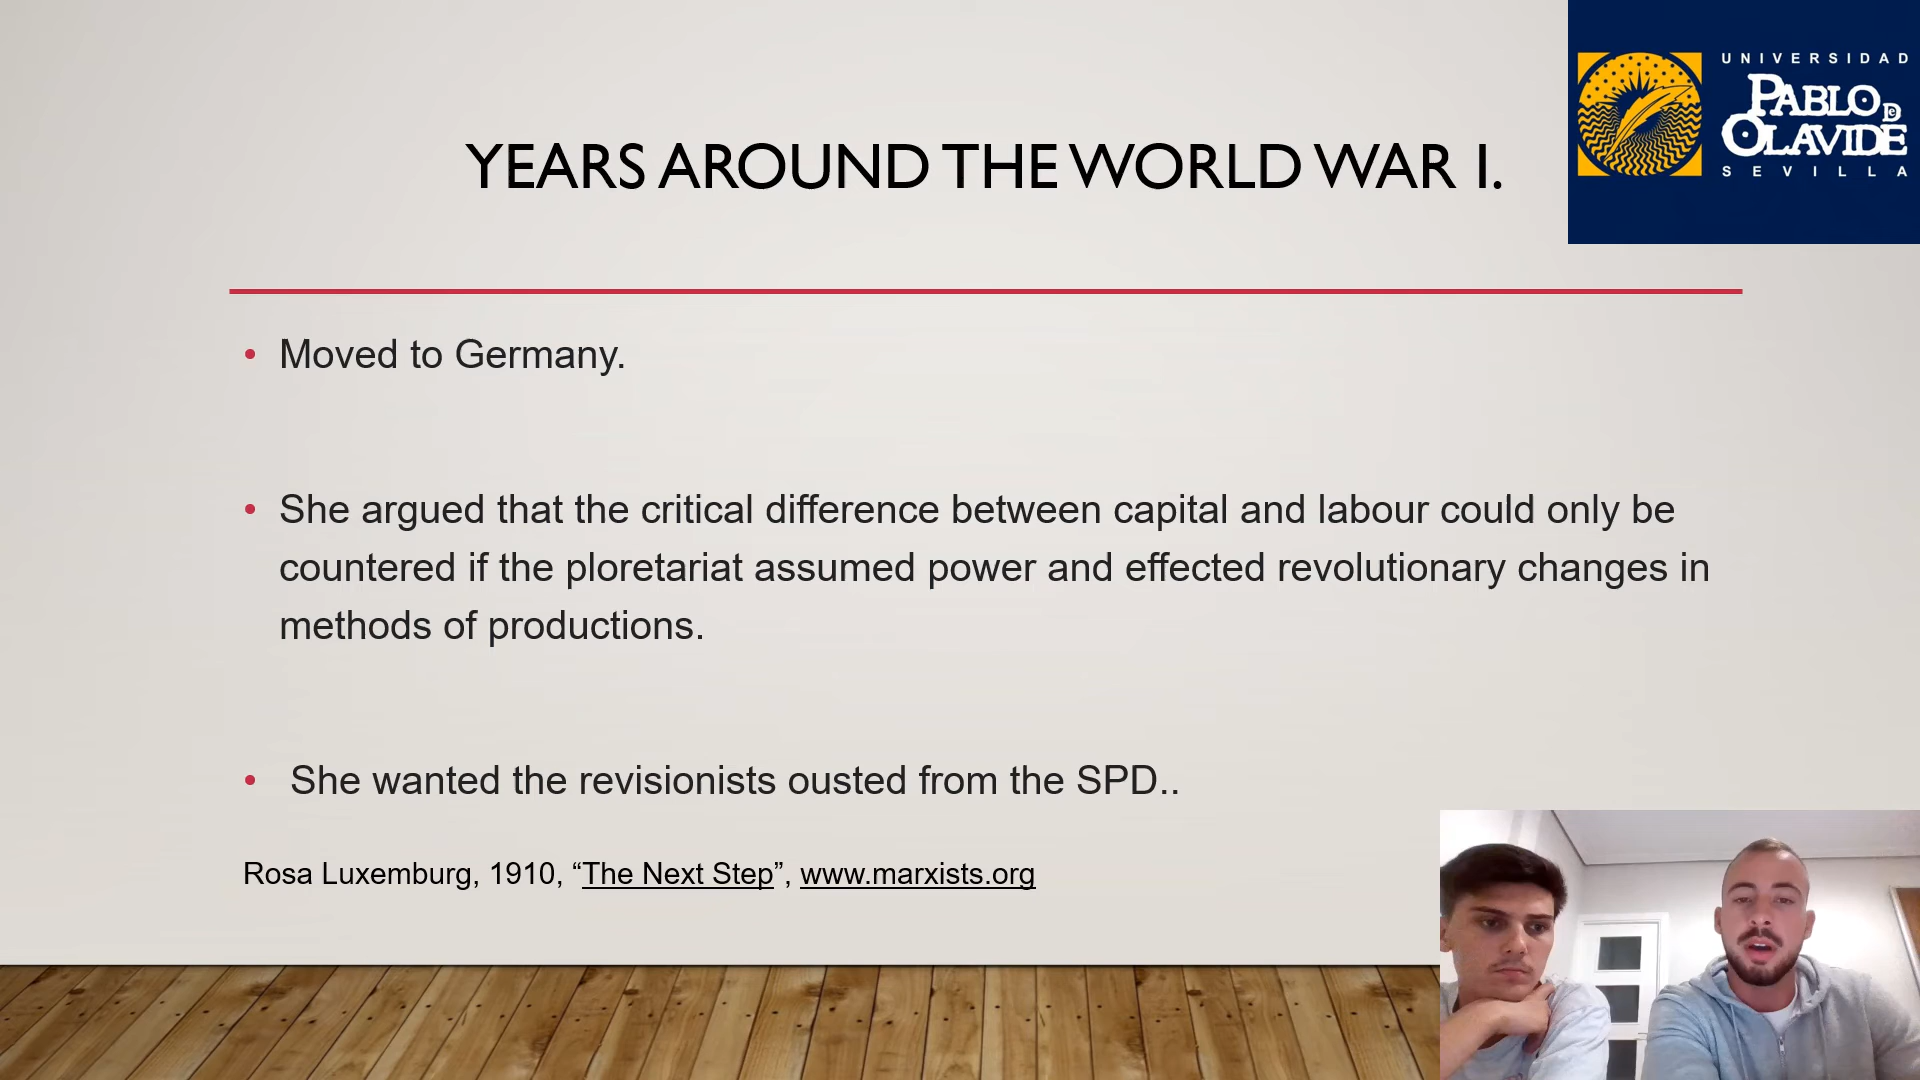 UNIVERSIDAD
PABLO DE
OLAVIDE
SEVILLA
YEARS AROUND THE WORLD WAR I.
• Moved to Germany.
• She argued that the critical difference between capital and labour could only be
countered if the ploretariat assumed power and effected revolutionary changes in
methods of productions.
• She wanted the revisionists ousted from the SPD..
Rosa Luxemburg, 1910, “The Next Step”, www.marxists.org